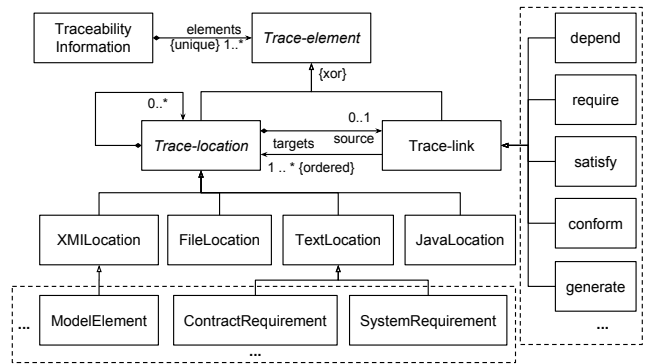 Traceability
Information
elements
{unique} 1..*
Trace-element
{xor}
0..*
Trace-location
0..1
source
targets
1 .. * {ordered}
Trace-link
depend
require
satisfy
conform
generate
...
XMILocation
FileLocation
TextLocation
JavaLocation
...
ModelElement
ContractRequirement
SystemRequirement
...